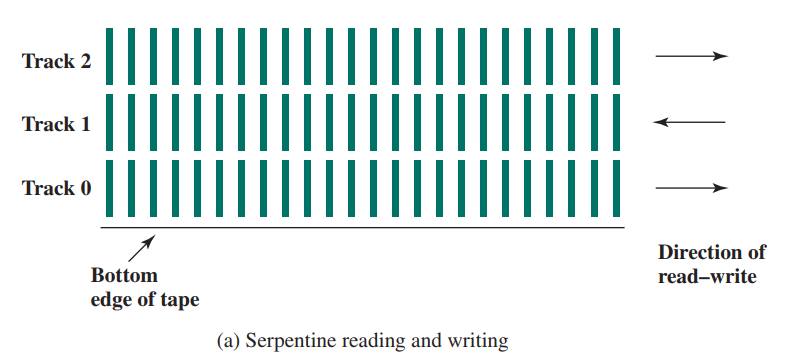 Track 2
Track 1
Track 0
Bottom
edge of tape
Direction of
read–write
(a) Serpentine reading and writing